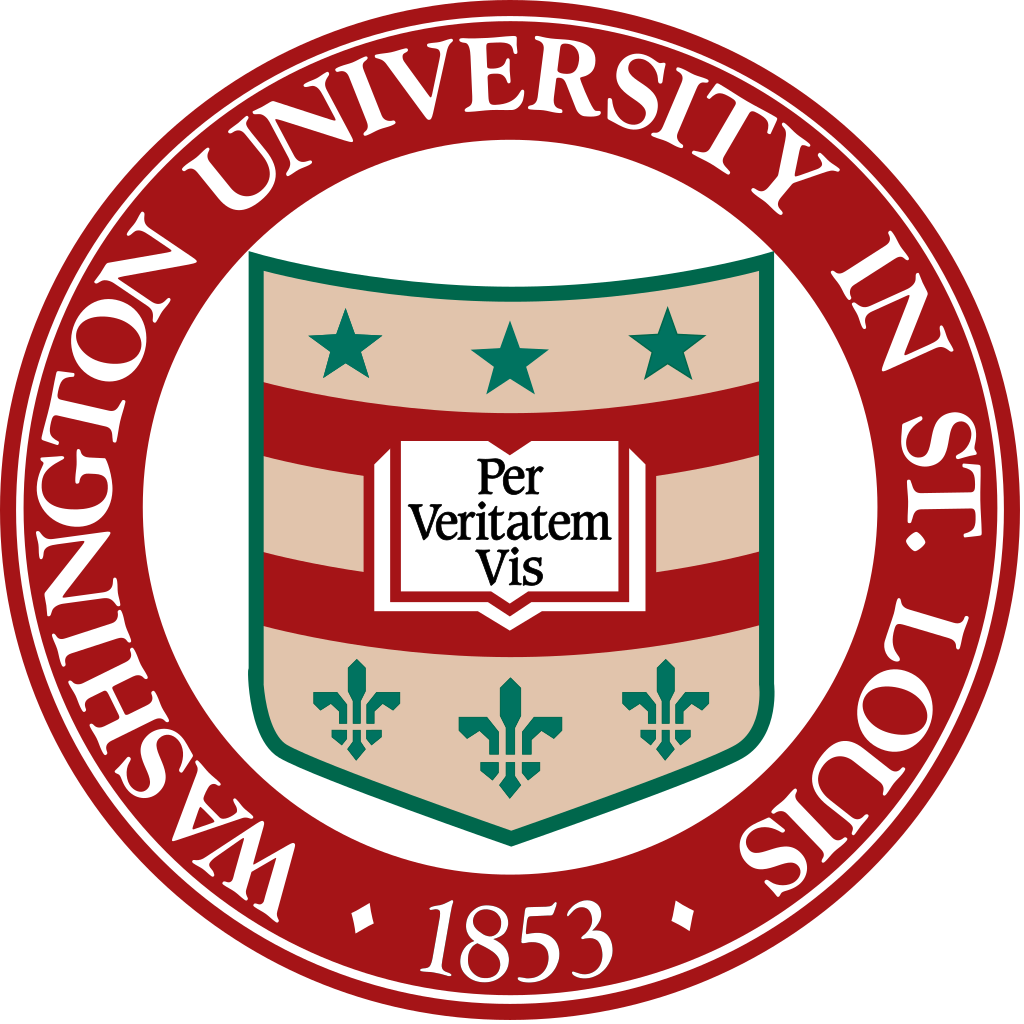 WASHINGTON UNIVERSITY IN ST. LOUIS
Per
Veritatem
Vis
1853